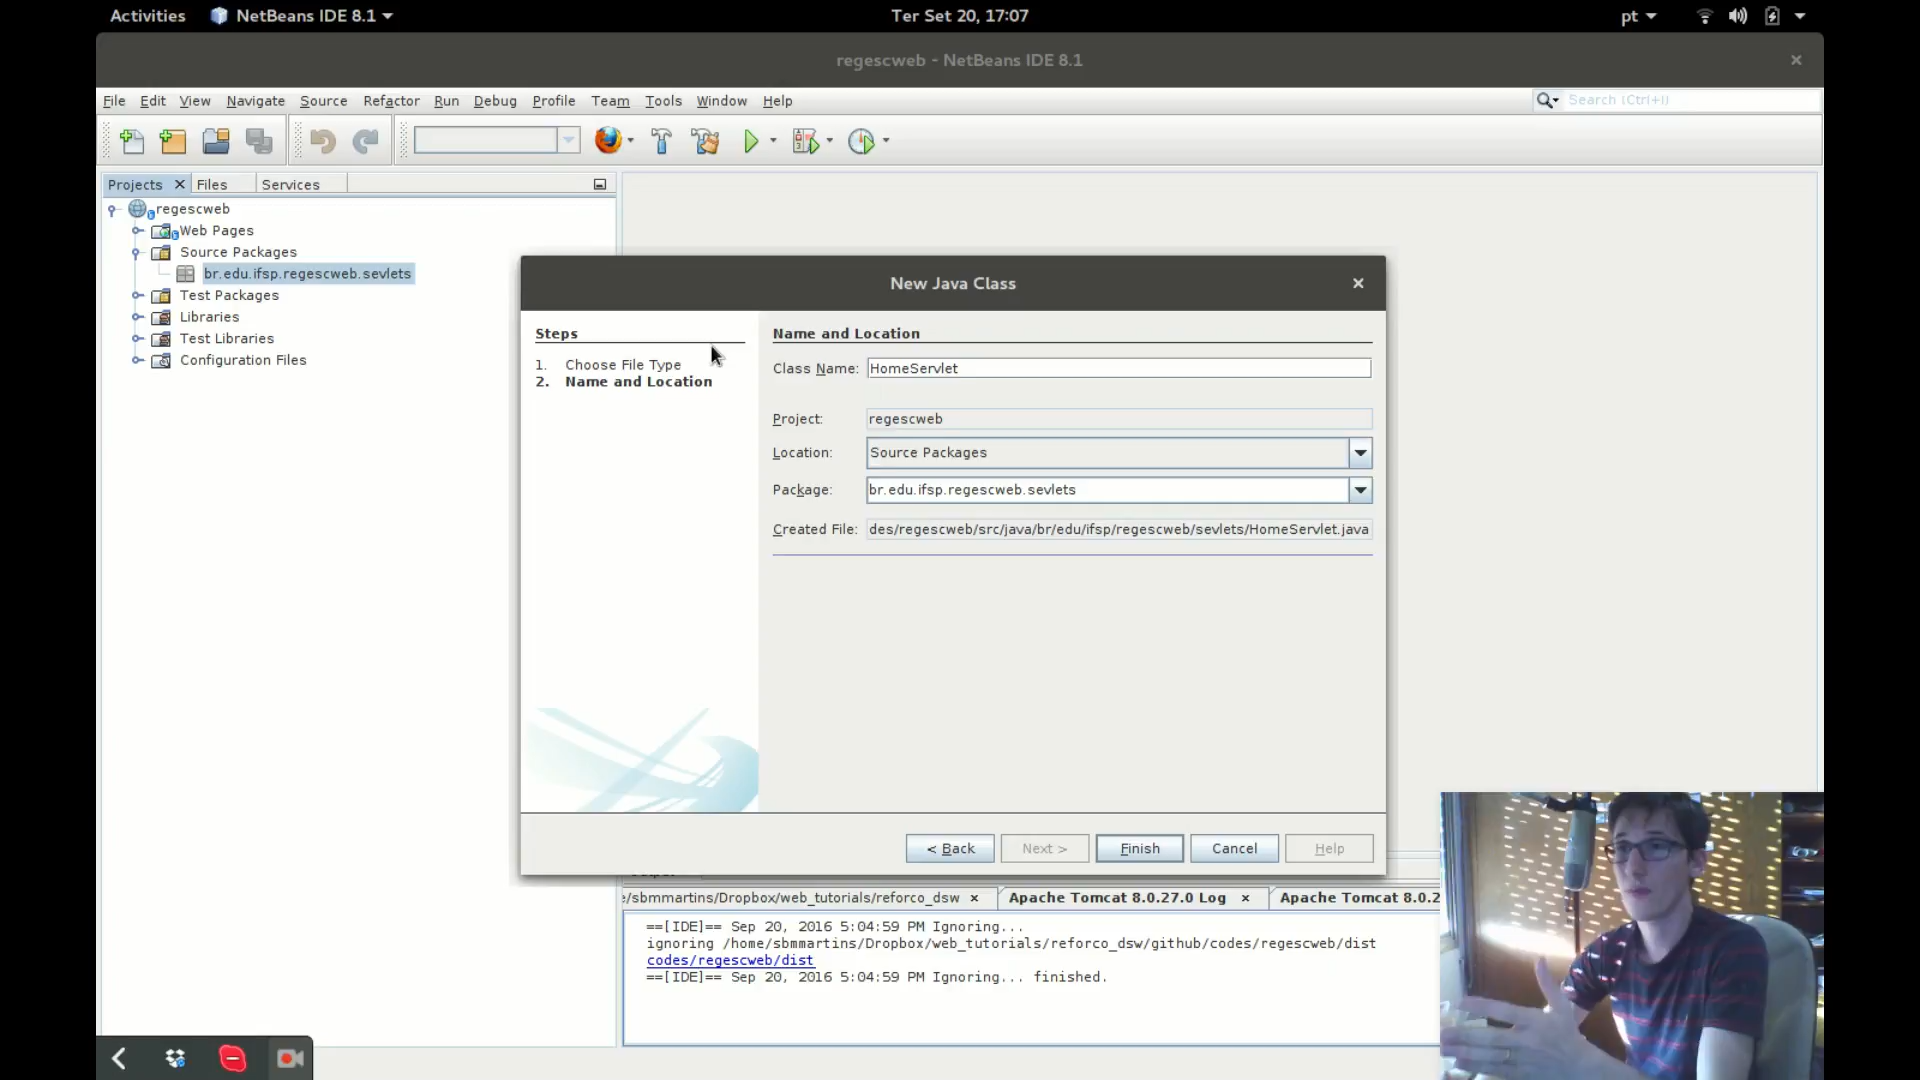 Activities NetBeans IDE 8.1 Ter Set 20, 17:07 pt
regescweb - NetBeans IDE 8.1
File Edit View Navigate Source Refactor Run Debug Profile Team Tools Window Help Search (Ctrl+I)
Projects Files Services
regescweb
Web Pages
Source Packages
br.edu.ifsp.regescweb.sevlets
Test Packages
Libraries
Test Libraries
Configuration Files
New Java Class
Steps
1. Choose File Type
2. Name and Location
Name and Location
Class Name: HomeServlet
Project: regescweb
Location: Source Packages
Package: br.edu.ifsp.regescweb.sevlets
Created File: des/regescweb/src/java/br/edu/ifsp/regescweb/sevlets/HomeServlet.java
< Back Next > Finish Cancel Help
e/sbmmartins/Dropbox/web_tutorials/reforco_dsw Apache Tomcat 8.0.27.0 Log Apache Tomcat 8.0.2
==[IDE]== Sep 20, 2016 5:04:59 PM Ignoring...
ignoring /home/sbmmartins/Dropbox/web_tutorials/reforco_dsw/github/codes/regescweb/dist
codes/regescweb/dist
==[IDE]== Sep 20, 2016 5:04:59 PM Ignoring... finished.